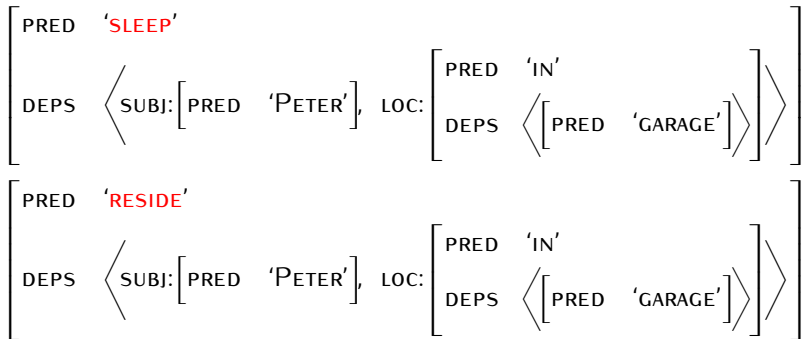 PRED ‘SLEEP’
DEPS ⟨SUBJ:[PRED ‘PETER’], LOC:[PRED ‘IN’
DEPS ⟨[PRED ‘GARAGE’]⟩]⟩
PRED ‘RESIDE’
DEPS ⟨SUBJ:[PRED ‘PETER’], LOC:[PRED ‘IN’
DEPS ⟨[PRED ‘GARAGE’]⟩]⟩